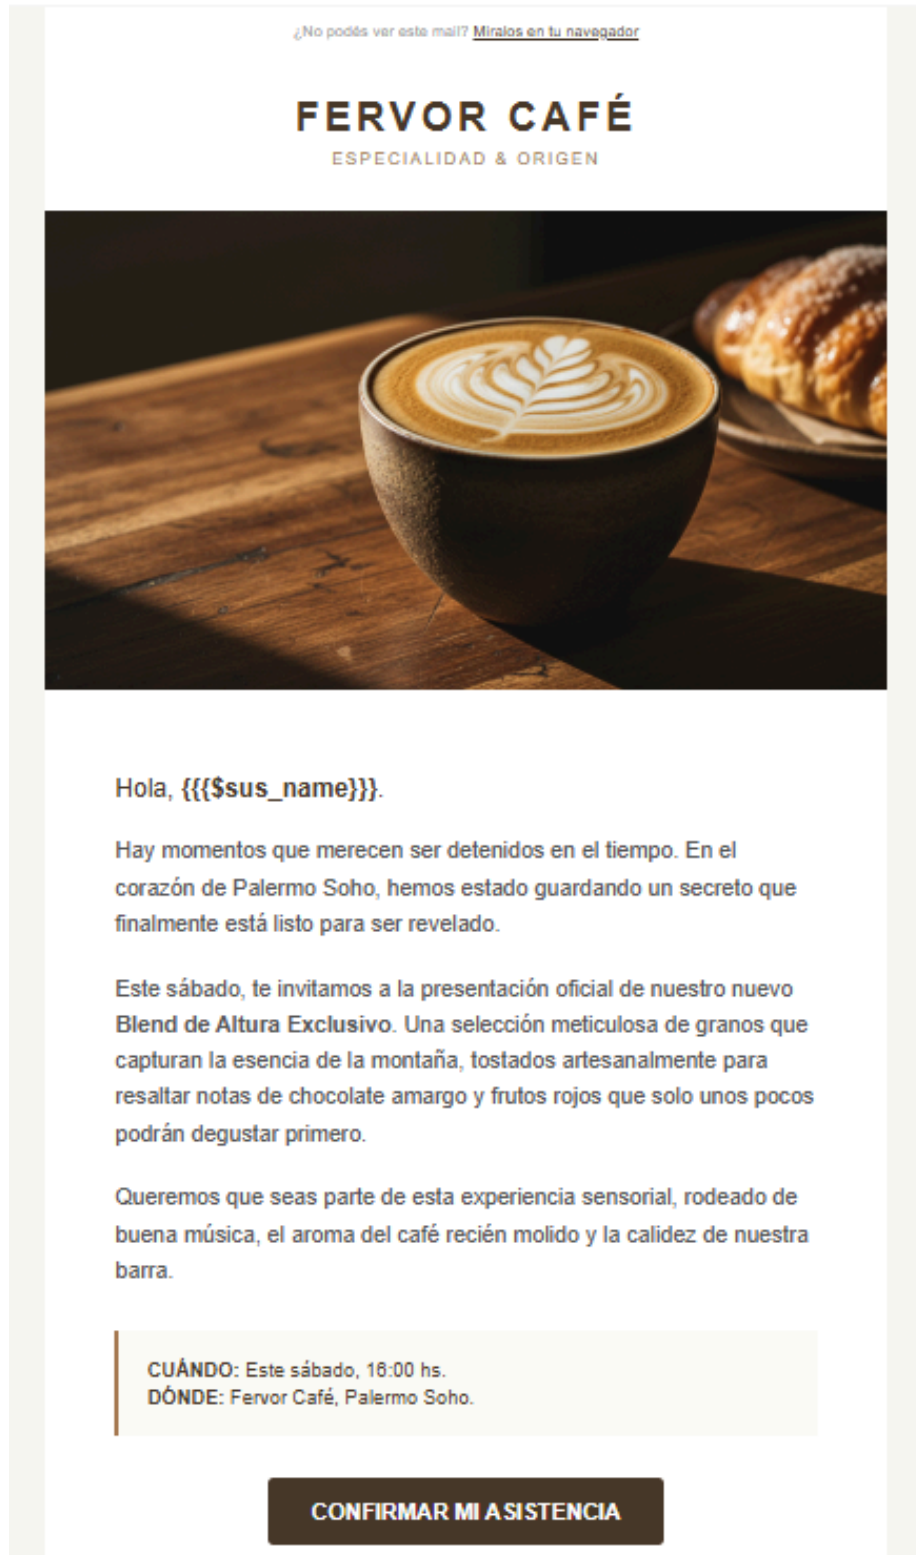 ¿No podés ver este mail? Miralos en tu navegador
FERVOR CAFÉ
ESPECIALIDAD & ORIGEN
Hola, {{{$sus_name}}}.
Hay momentos que merecen ser detenidos en el tiempo. En el
corazón de Palermo Soho, hemos estado guardando un secreto que
finalmente está listo para ser revelado.
Este sábado, te invitamos a la presentación oficial de nuestro nuevo
Blend de Altura Exclusivo. Una selección meticulosa de granos que
capturan la esencia de la montaña, tostados artesanalmente para
resaltar notas de chocolate amargo y frutos rojos que solo unos pocos
podrán degustar primero.
Queremos que seas parte de esta experiencia sensorial, rodeado de
buena música, el aroma del café recién molido y la calidez de nuestra
barra.
CUÁNDO: Este sábado, 16:00 hs.
DÓNDE: Fervor Café, Palermo Soho.
CONFIRMAR MI ASISTENCIA